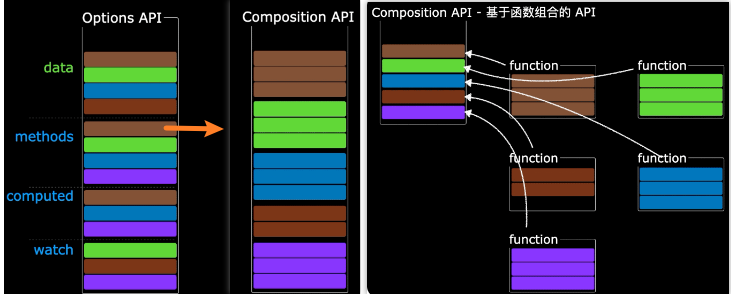 Options API
data
methods
computed
watch
Composition API
Composition API - 基于函数组合的 API
function
function
function
function
function